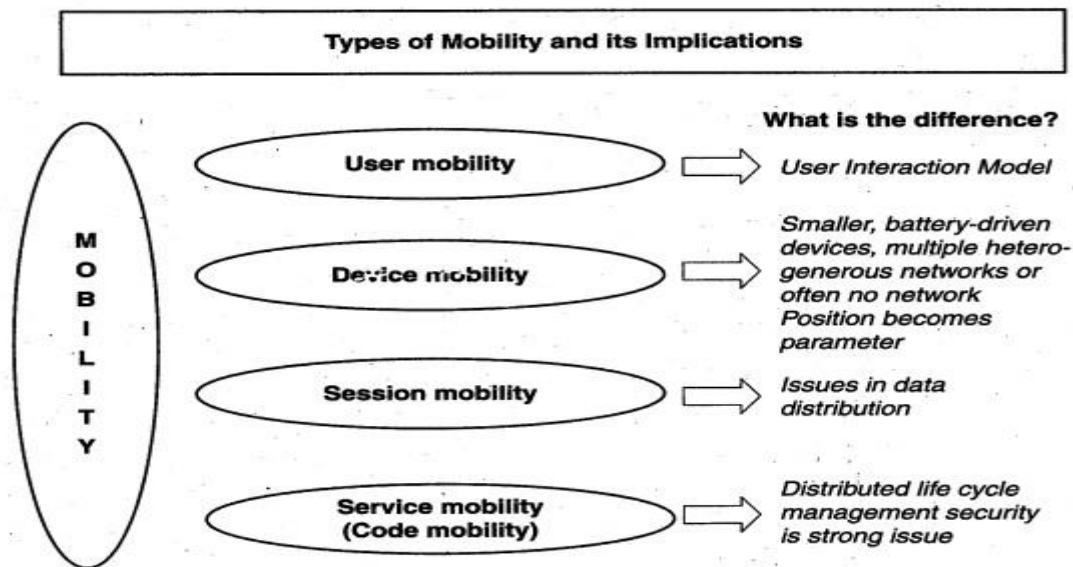 Types of Mobility and its Implications
What is the difference?
MOBILITY
User mobility
User Interaction Model
Device mobility
Smaller, battery-driven
devices, multiple hetero-
generous networks or
often no network
Position becomes
parameter
Session mobility
Issues in data
distribution
Service mobility
(Code mobility)
Distributed life cycle
management security
is strong issue